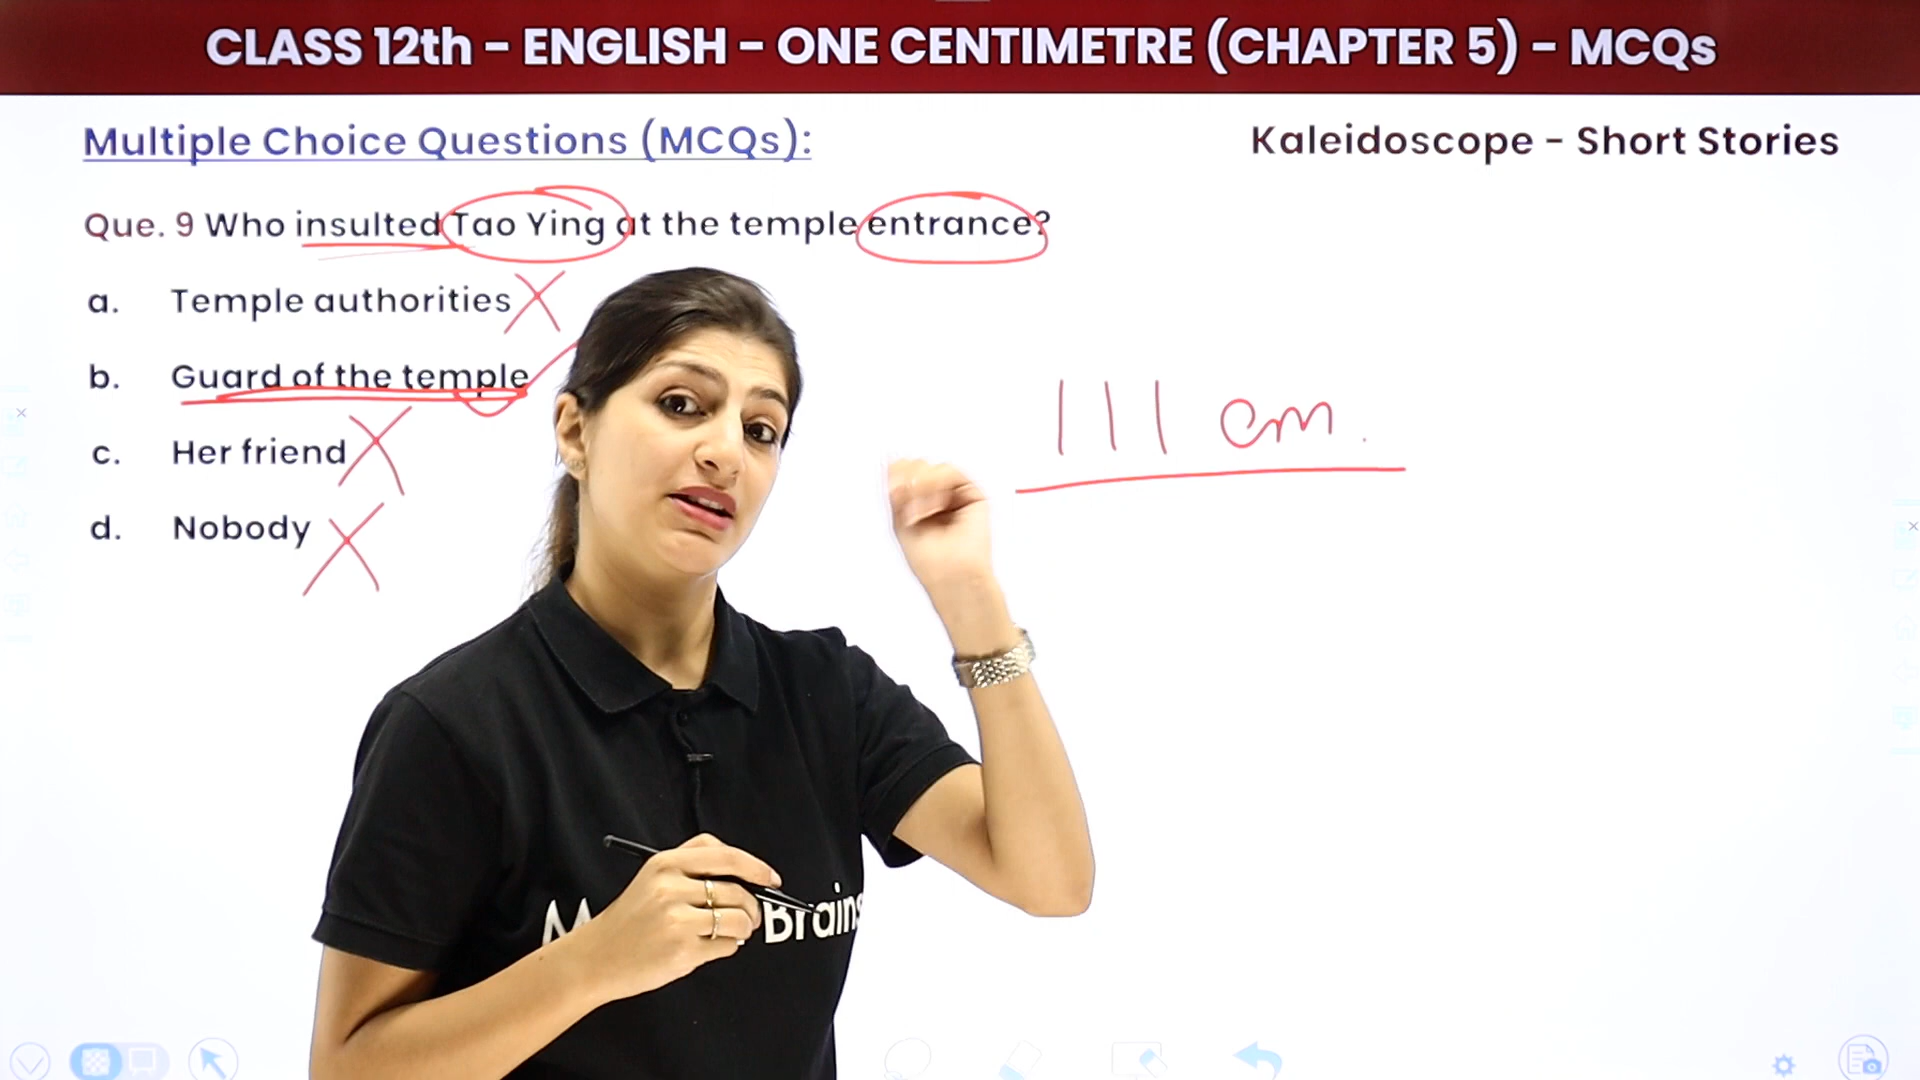 CLASS 12th - ENGLISH - ONE CENTIMETRE (CHAPTER 5) - MCQs
Multiple Choice Questions (MCQs):
Kaleidoscope - Short Stories
Que. 9 Who insulted Tao Ying at the temple entrance?
a. Temple authorities
b. Guard of the temple
c. Her friend
d. Nobody
111 cm.
Brains